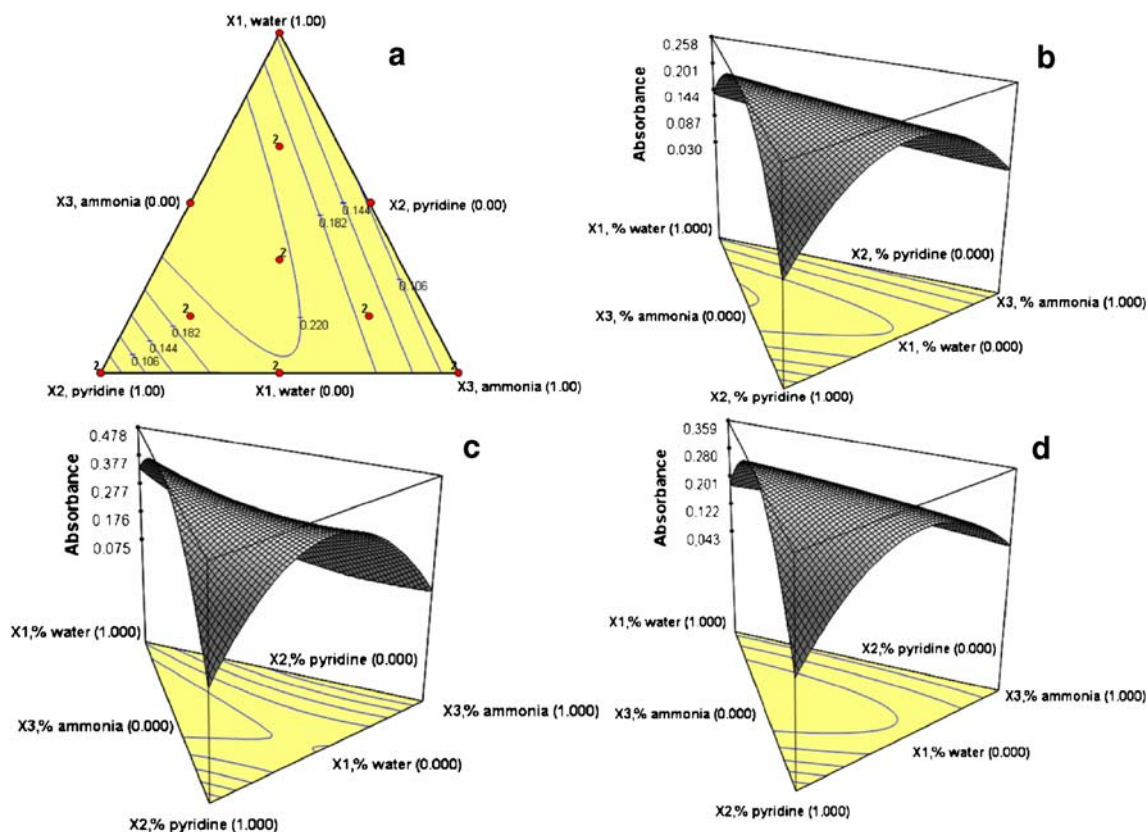 X1, water (1.00)
a
2
X3, ammonia (0.00)
X2, pyridine (0.00)
0.144
0.182
2
0.106
2
2
0.220
0.182
0.144
0.106
2
2
2
X2, pyridine (1.00)
X1, water (0.00)
X3, ammonia (1.00)
b
0.258
0.201
0.144
0.087
0.030
Absorbance
X1, % water (1.000)
X2, % pyridine (0.000)
X3, % ammonia (0.000)
X3, % ammonia (1.000)
X1, % water (0.000)
X2, % pyridine (1.000)
c
0.478
0.377
0.277
0.176
0.075
Absorbance
X1,% water (1.000)
X2,% pyridine (0.000)
X3,% ammonia (0.000)
X3,% ammonia (1.000)
X1,% water (0.000)
X2,% pyridine (1.000)
d
0.359
0.280
0.201
0.122
0.043
Absorbance
X1,% water (1.000)
X2,% pyridine (0.000)
X3,% ammonia (0.000)
X3,% ammonia (1.000)
X1,% water (0.000)
X2,% pyridine (1.000)